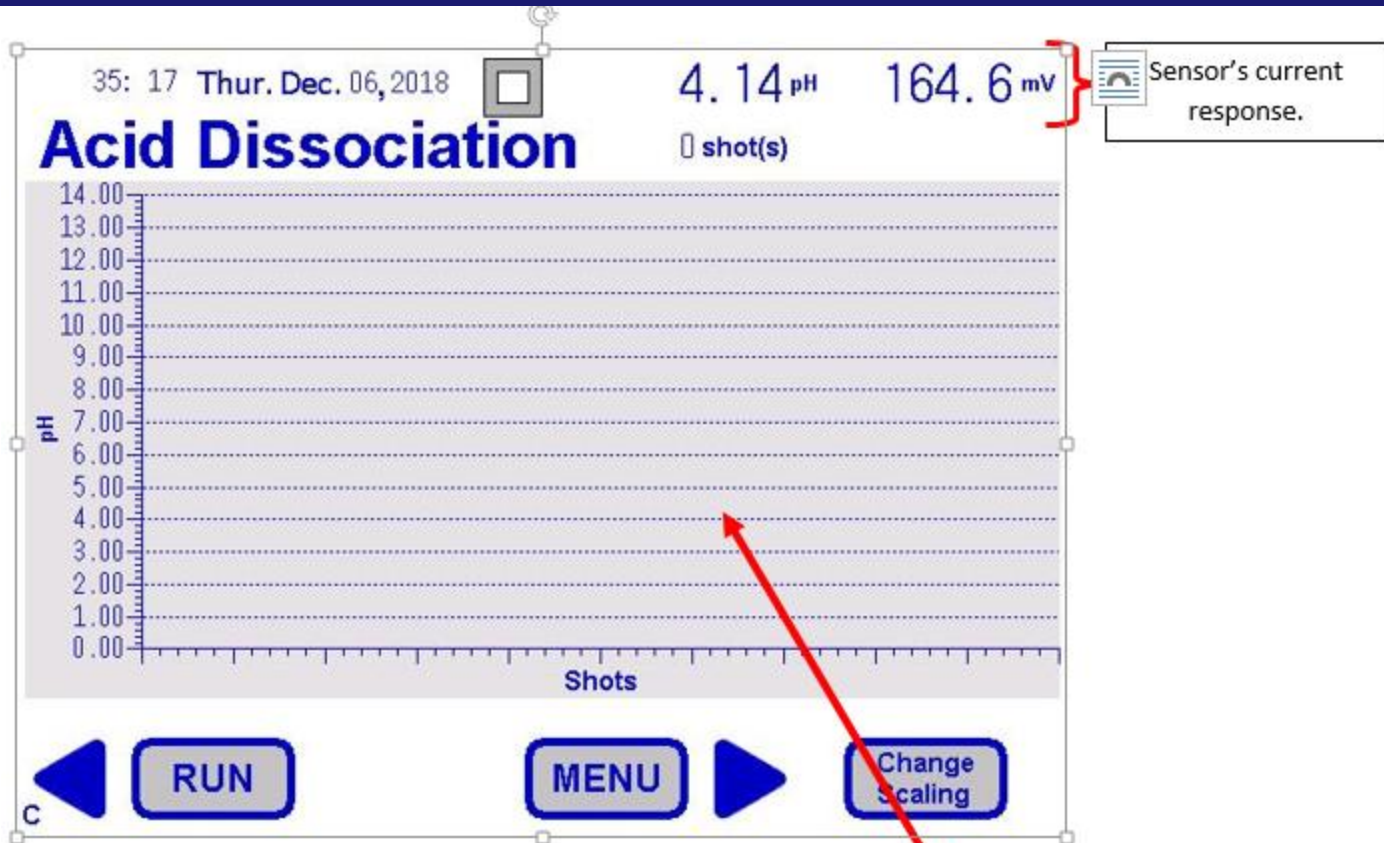 35: 17 Thur. Dec. 06, 2018
4. 14 pH 164. 6 mV
Sensor's current
response.
Acid Dissociation
0 shot(s)
14.00
13.00
12.00
11.00
10.00
9.00
8.00
7.00
6.00
5.00
4.00
3.00
2.00
1.00
0.00
pH
Shots
RUN
MENU
Change
Scaling
C